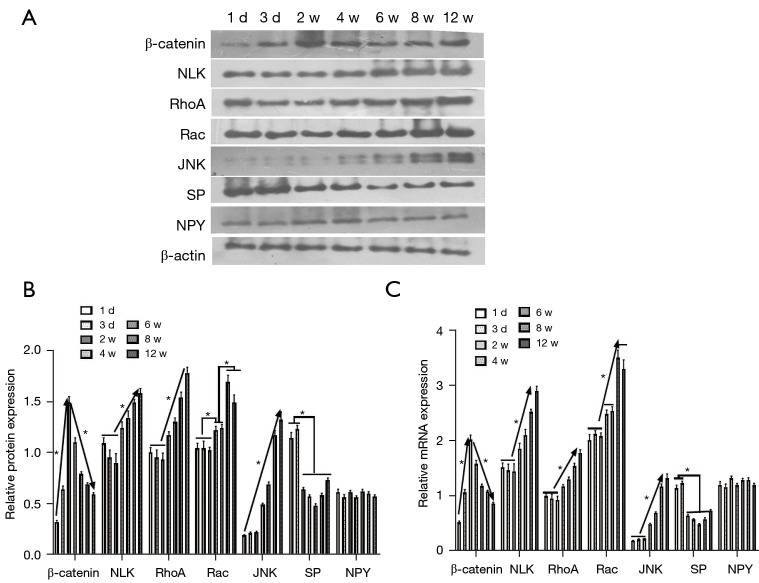 A
1 d 3 d 2 w 4 w 6 w 8 w 12 w
β-catenin
NLK
RhoA
Rac
JNK
SP
NPY
β-actin
B
1 d
3 d
2 w
4 w
6 w
8 w
12 w
Relative protein expression
2.0
1.5
1.0
0.5
0.0
* * * * * * * *
β-catenin NLK RhoA Rac JNK SP NPY
C
1 d
3 d
2 w
4 w
6 w
8 w
12 w
Relative mRNA expression
4
3
2
1
0
* * * * * * *
β-catenin NLK RhoA Rac JNK SP NPY